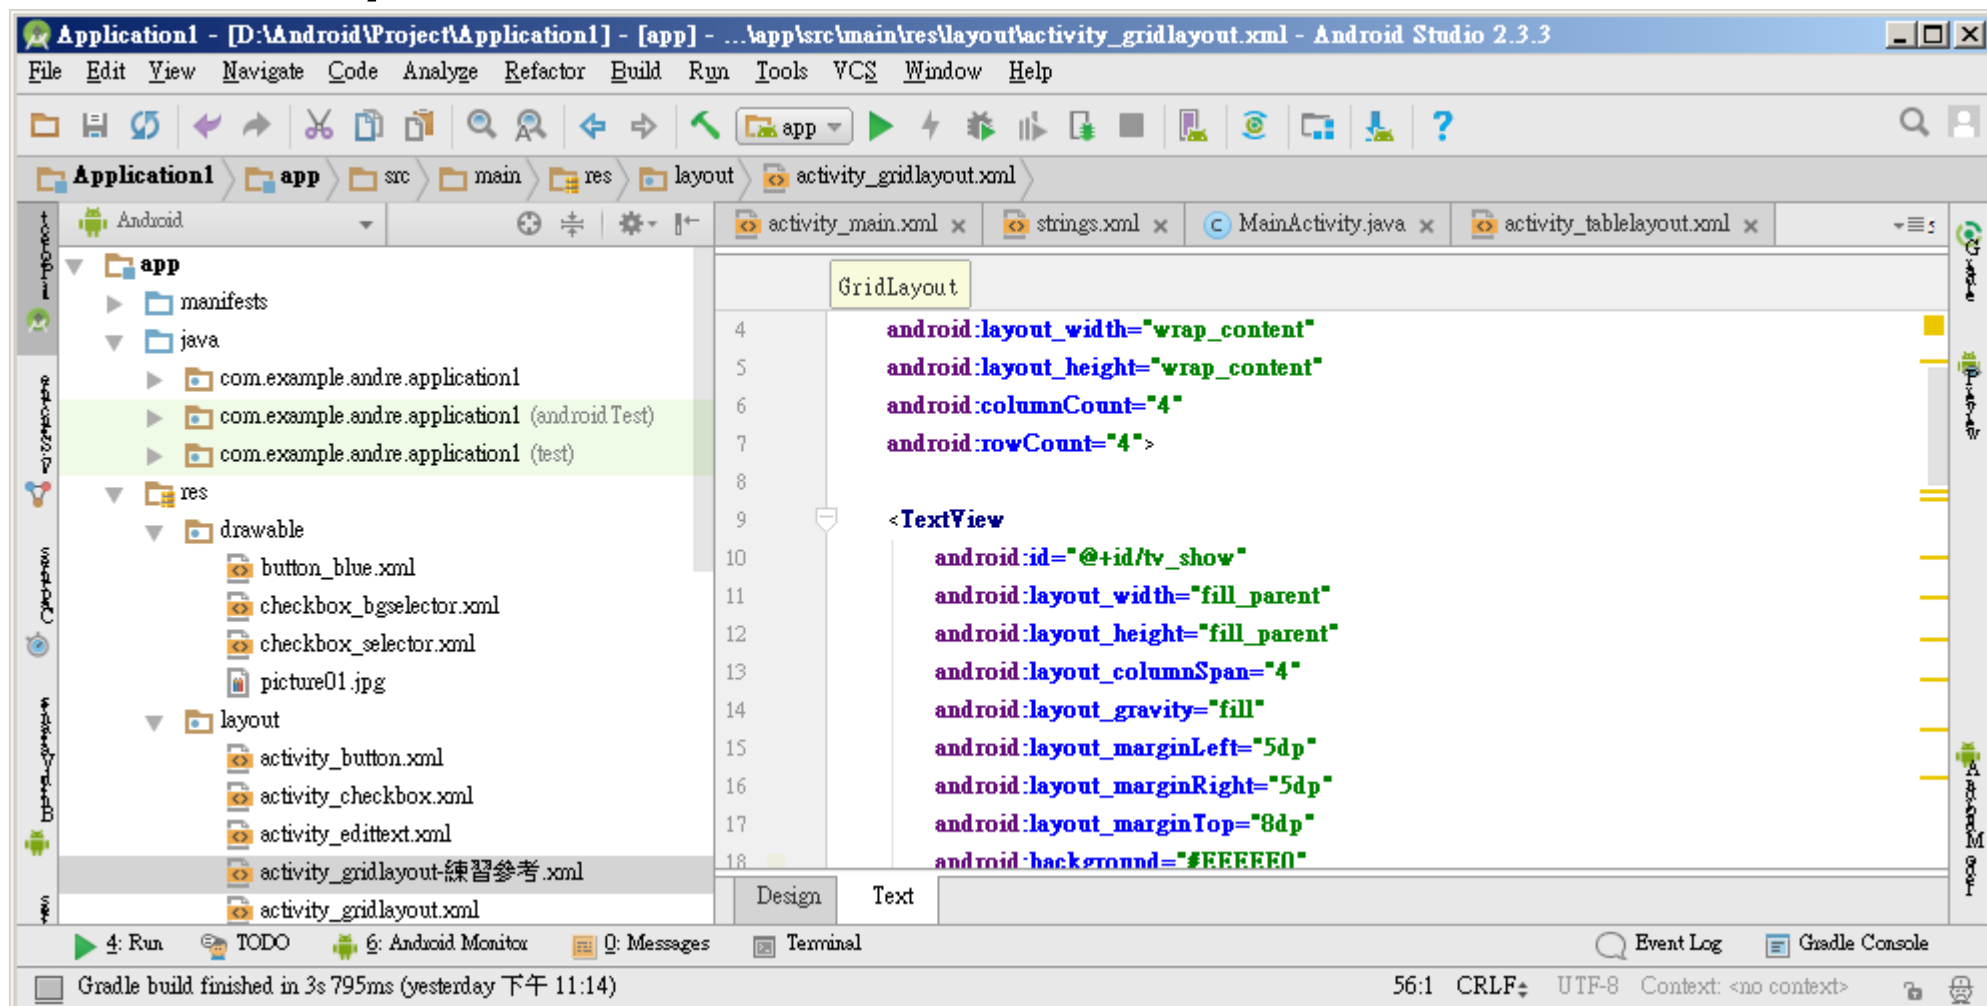 Application1 - [D:\Android\Project\Application1] - [app] - ...\app\src\main\res\layout\activity_gridlayout.xml - Android Studio 2.3.3
File Edit View Navigate Code Analyze Refactor Build Run Tools VCS Window Help
app
Application1 app src main res layout activity_gridlayout.xml
Android
activity_main.xml strings.xml MainActivity.java activity_tablelayout.xml
app
manifests
java
com.example.andre.application1
com.example.andre.application1 (androidTest)
com.example.andre.application1 (test)
res
drawable
button_blue.xml
checkbox_bgselector.xml
checkbox_selector.xml
picture01.jpg
layout
activity_button.xml
activity_checkbox.xml
activity_edittext.xml
activity_gridlayout-練習參考.xml
activity_gridlayout.xml
GridLayout
4 android:layout_width="wrap_content"
5 android:layout_height="wrap_content"
6 android:columnCount="4"
7 android:rowCount="4">
8
9 <TextView
10 android:id="@+id/tv_show"
11 android:layout_width="fill_parent"
12 android:layout_height="fill_parent"
13 android:layout_columnSpan="4"
14 android:layout_gravity="fill"
15 android:layout_marginLeft="5dp"
16 android:layout_marginRight="5dp"
17 android:layout_marginTop="8dp"
18 android:background="#EEEEE0"
Design Text
4: Run TODO 6: Android Monitor 0: Messages Terminal Event Log Gradle Console
Gradle build finished in 3s 795ms (yesterday 下午 11:14) 56:1 CRLF UTF-8 Context: <no context>